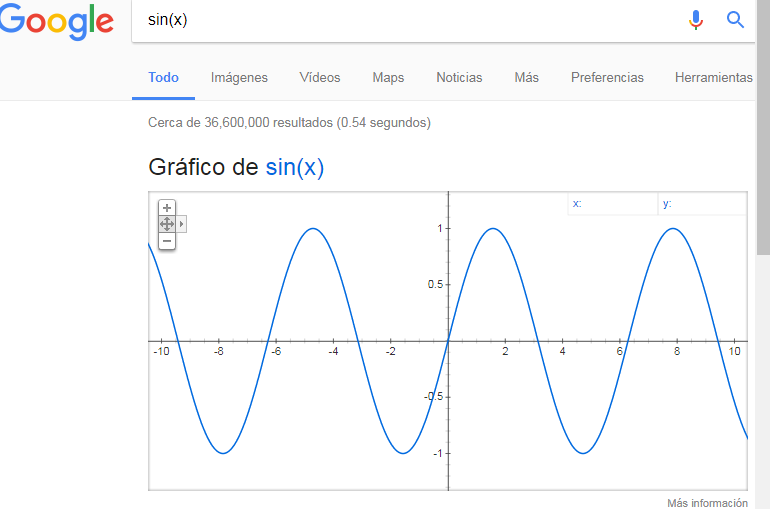 Google
sin(x)
Todo Imágenes Vídeos Maps Noticias Más Preferencias Herramientas
Cerca de 36,600,000 resultados (0.54 segundos)
Gráfico de sin(x)
x: y:
+
−
1
0.5
-10 -8 -6 -4 -2 0 2 4 6 8 10
-0.5
-1
Más información